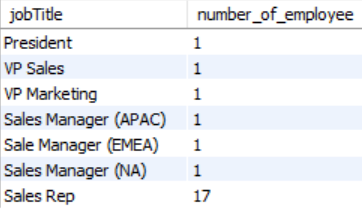 jobTitle number_of_employee
President 1
VP Sales 1
VP Marketing 1
Sales Manager (APAC) 1
Sale Manager (EMEA) 1
Sales Manager (NA) 1
Sales Rep 17